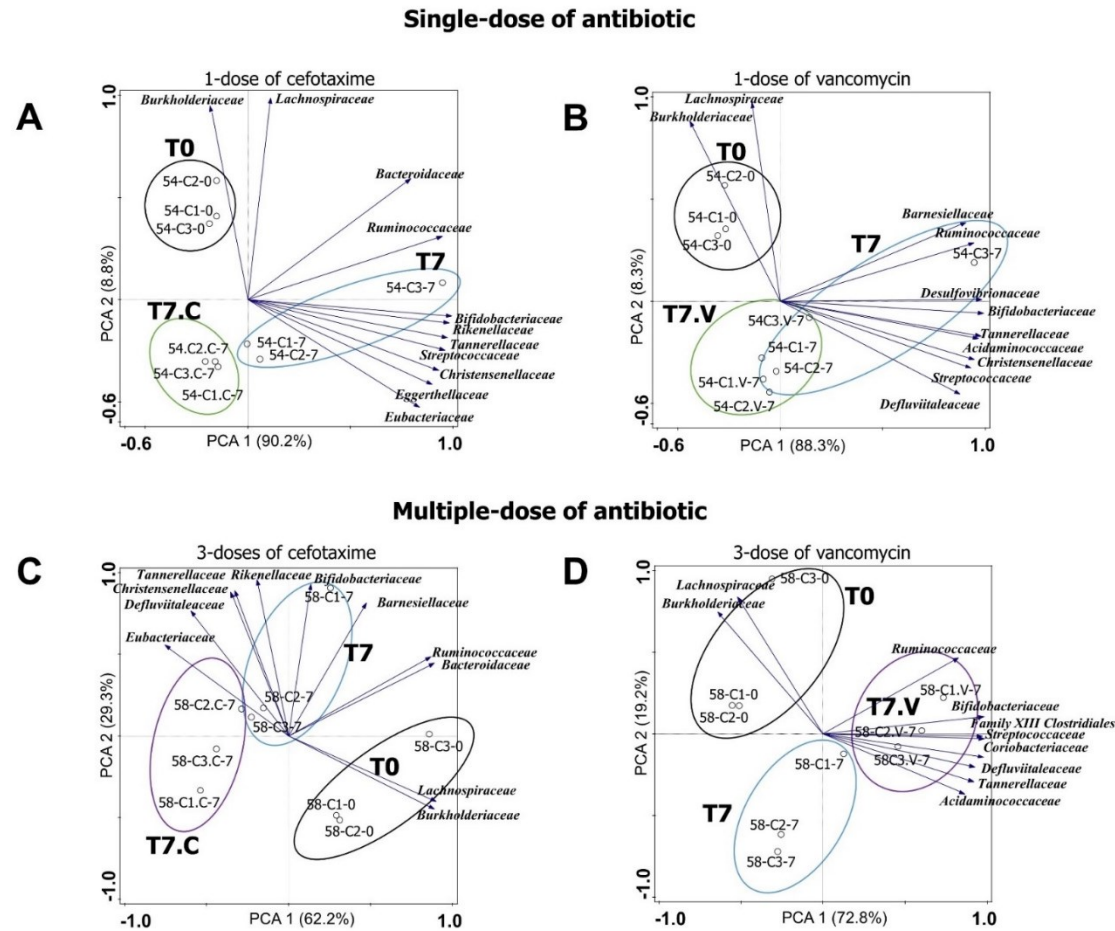 Single-dose of antibiotic
1-dose of cefotaxime
A
1.0
Burkholderiaceae
Lachnospiraceae
T0
54-C2-0
54-C1-0
54-C3-0
Bacteroidaceae
Ruminococcaceae
T7
54-C3-7
PCA 2 (8.8%)
T7.C
54-C1-7
54-C2-7
54.C2.C-7
54-C3.C-7
54-C1.C-7
Bifidobacteriaceae
Rikenellaceae
Tannerellaceae
Streptococcaceae
Christensenellaceae
Eggerthellaceae
Eubacteriaceae
-0.6
-0.6
PCA 1 (90.2%)
1.0
1-dose of vancomycin
B
1.0
Lachnospiraceae
Burkholderiaceae
T0
54-C2-0
54-C1-0
54-C3-0
Barnesiellaceae
T7
Ruminococcaceae
54-C3-7
PCA 2 (8.3%)
T7.V
Desulfovibrionaceae
Bifidobacteriaceae
54C3.V-7
Tannerellaceae
54-C1-7
Acidaminococcaceae
54-C2-7
Christensenellaceae
54-C1.V-7
Streptococcaceae
54-C2.V-7
Defluviitaleaceae
-0.6
-0.6
PCA 1 (88.3%)
1.0
Multiple-dose of antibiotic
3-doses of cefotaxime
C
1.0
Tannerellaceae
Rikenellaceae
Bifidobacteriaceae
Christensenellaceae
58-C1-7
Defluviitaleaceae
Barnesiellaceae
Eubacteriaceae
T7
Ruminococcaceae
Bacteroidaceae
PCA 2 (29.3%)
58-C2.C-7
58-C2-7
58-C3-7
58-C3.C-7
58-C1.C-7
T7.C
T0
58-C3-0
Lachnospiraceae
58-C1-0
Burkholderiaceae
58-C2-0
-1.0
-1.0
PCA 1 (62.2%)
1.0
3-dose of vancomycin
D
1.0
Lachnospiraceae
58-C3-0
T0
Burkholderiaceae
Ruminococcaceae
PCA 2 (19.2%)
58-C1-0
58-C2-0
T7.V
58-C1.V-7
Bifidobacteriaceae
58-C2.V-7
Family XIII Clostridiales
Streptococcaceae
58C3.V-7
Coriobacteriaceae
58-C1-7
Defluviitaleaceae
Tannerellaceae
Acidaminococcaceae
T7
58-C2-7
58-C3-7
-1.0
-1.0
PCA 1 (72.8%)
1.0